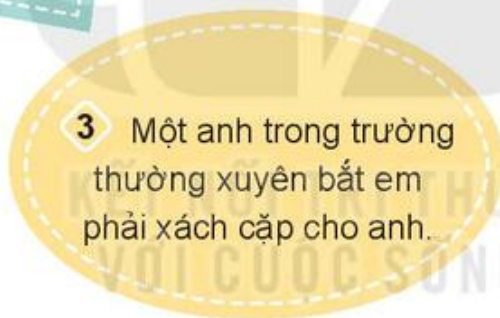 3 Một anh trong trường
thường xuyên bắt em
phải xách cặp cho anh.